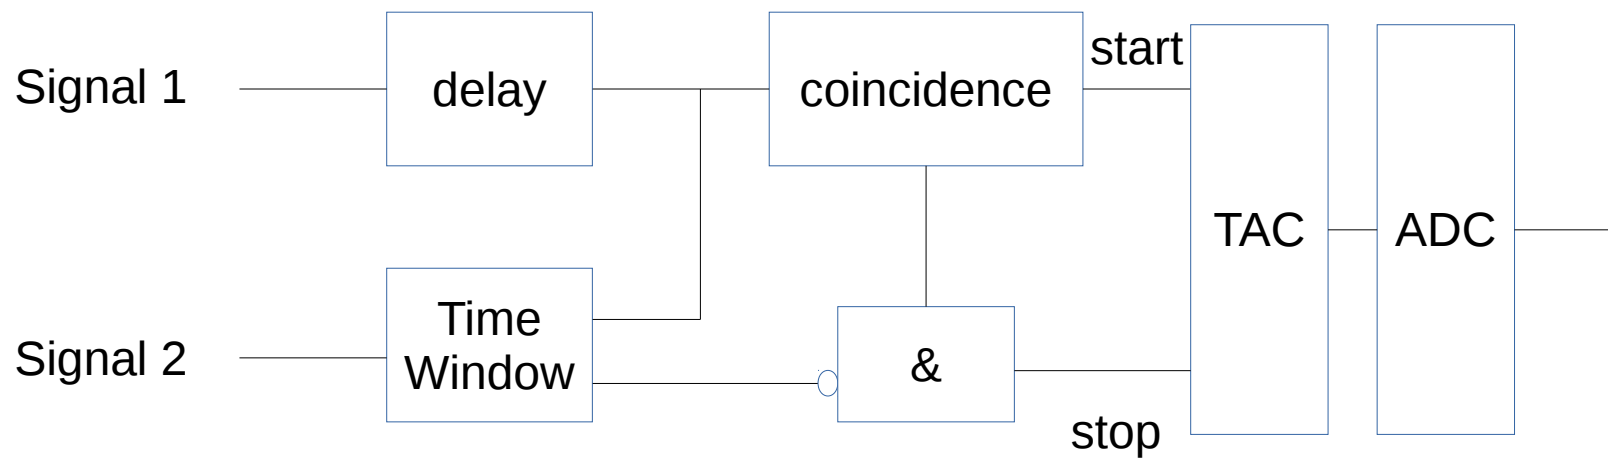 Signal 1
delay
coincidence
start
TAC
ADC
Signal 2
Time
Window
&
stop